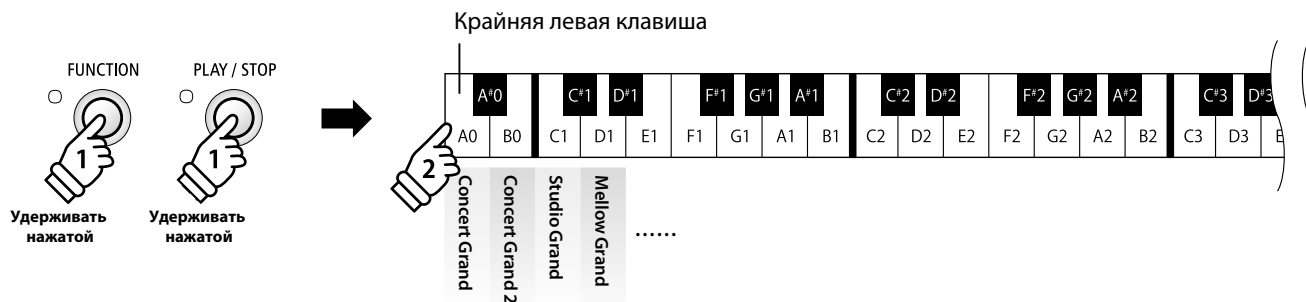 Крайняя левая клавиша
FUNCTION PLAY / STOP
A#0 C#1 D#1 F#1 G#1 A#1 C#2 D#2 F#2 G#2 A#2 C#3 D#3
A0 B0 C1 D1 E1 F1 G1 A1 B1 C2 D2 E2 F2 G2 A2 B2 C3 D3 E
1 1 2
Удерживать нажатой
Удерживать нажатой
Concert Grand
Concert Grand 2
Studio Grand
Mellow Grand
......